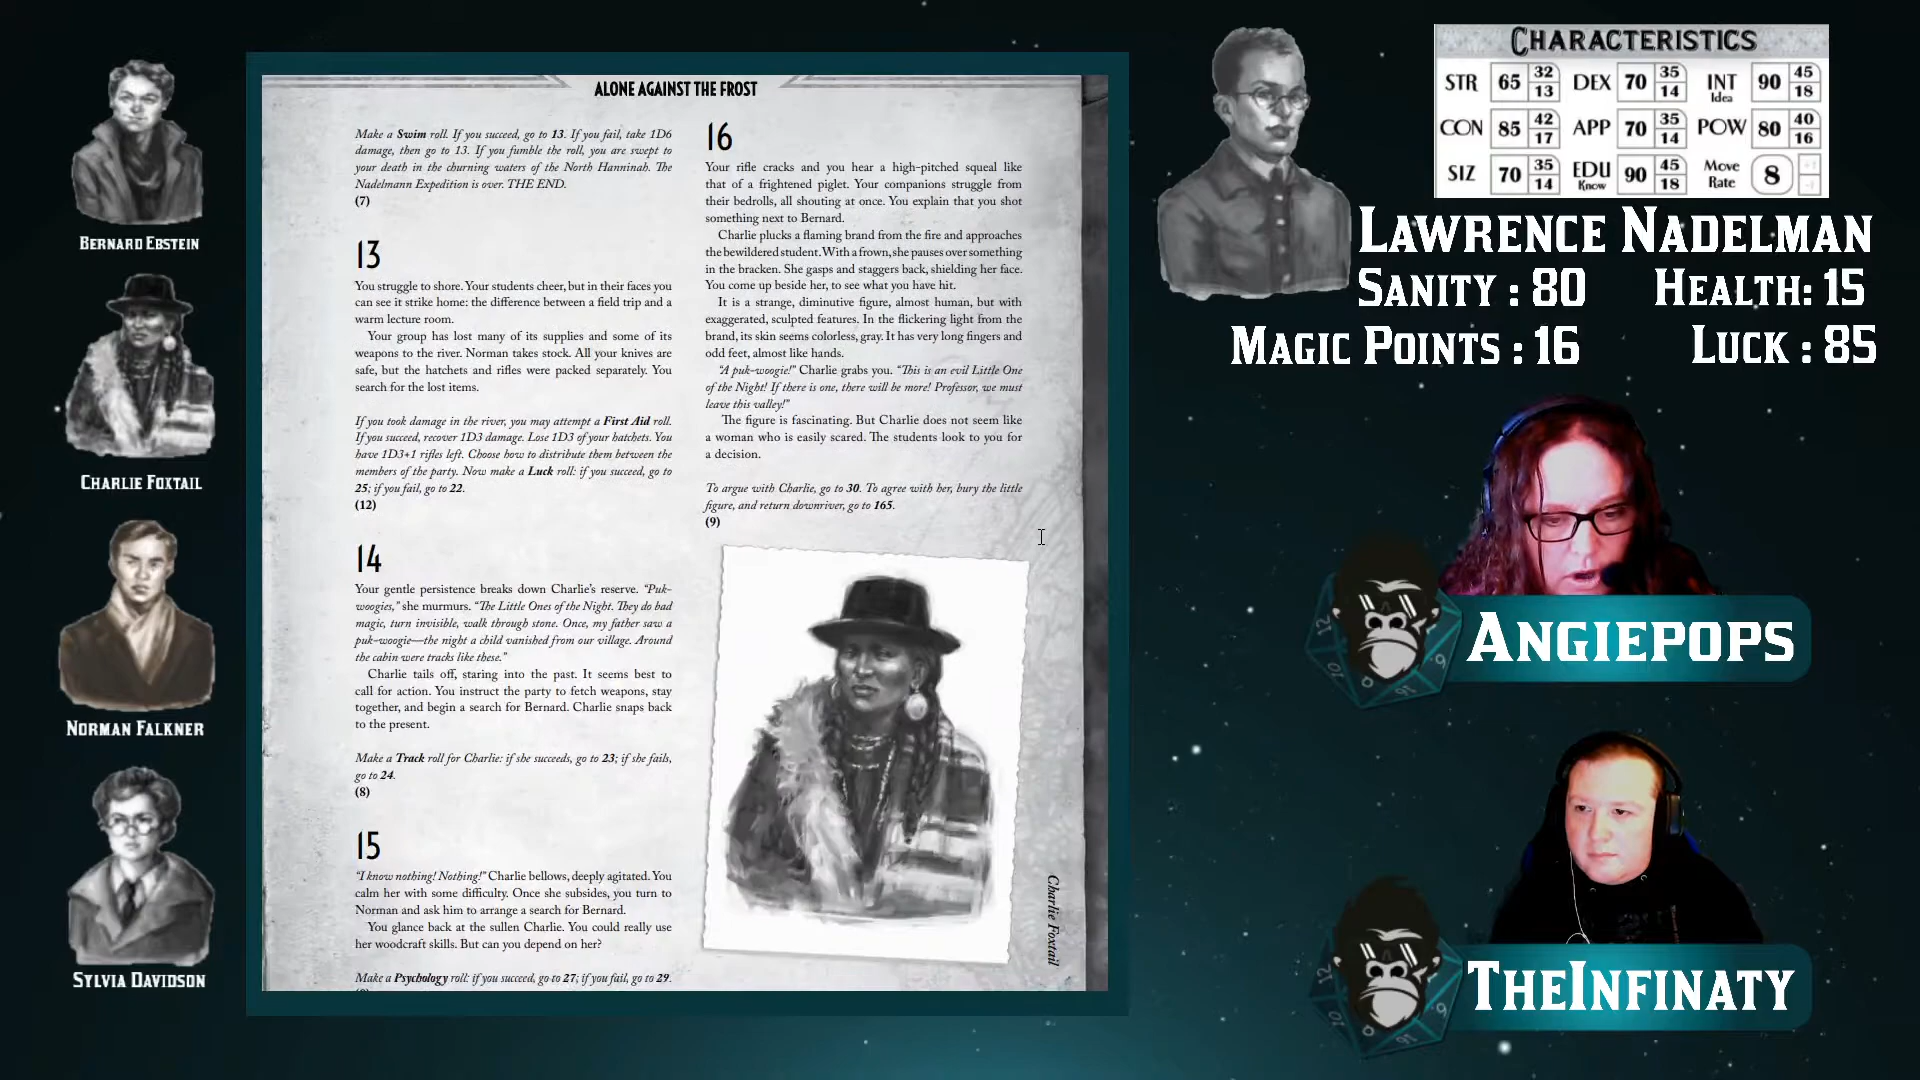 BERNARD EBSTEIN
CHARLIE FOXTAIL
NORMAN FALKNER
SYLVIA DAVIDSON
ALONE AGAINST THE FROST
Make a Swim roll. If you succeed, go to 13. If you fail, take 1D6
damage, then go to 13. If you fumble the roll, you are swept to
your death in the churning waters of the North Hanninah. The
Nadelmann Expedition is over. THE END.
(7)
13
You struggle to shore. Your students cheer, but in their faces you
can see it strike home: the difference between a field trip and a
warm lecture room.
Your group has lost many of its supplies and some of its
weapons to the river. Norman takes stock. All your knives are
safe, but the hatchets and rifles were packed separately. You
search for the lost items.
If you took damage in the river, you may attempt a First Aid roll.
If you succeed, recover 1D3 damage. Lose 1D3 of your hatchets. You
have 1D3+1 rifles left. Choose how to distribute them between the
members of the party. Now make a Luck roll: if you succeed, go to
25; if you fail, go to 22.
(12)
14
Your gentle persistence breaks down Charlie's reserve. "Puk-
woogies," she murmurs. "The Little Ones of the Night. They do bad
magic, turn invisible, walk through stone. Once, my father saw a
puk-woogie—the night a child vanished from our village. Around
the cabin were tracks like these."
Charlie tails off, staring into the past. It seems best to
call for action. You instruct the party to fetch weapons, stay
together, and begin a search for Bernard. Charlie snaps back
to the present.
Make a Track roll for Charlie: if she succeeds, go to 23; if she fails,
go to 24.
(8)
15
"I know nothing! Nothing!" Charlie bellows, deeply agitated. You
calm her with some difficulty. Once she subsides, you turn to
Norman and ask him to arrange a search for Bernard.
You glance back at the sullen Charlie. You could really use
her woodcraft skills. But can you depend on her?
Make a Psychology roll: if you succeed, go to 27; if you fail, go to 29.
16
Your rifle cracks and you hear a high-pitched squeal like
that of a frightened piglet. Your companions struggle from
their bedrolls, all shouting at once. You explain that you shot
something next to Bernard.
Charlie plucks a flaming brand from the fire and approaches
the bewildered student. With a frown, she pauses over something
in the bracken. She gasps and staggers back, shielding her face.
You come up beside her, to see what you have hit.
It is a strange, diminutive figure, almost human, but with
exaggerated, sculpted features. In the flickering light from the
brand, its skin seems colorless, gray. It has very long fingers and
odd feet, almost like hands.
"A puk-woogie!" Charlie grabs you. "This is an evil Little One
of the Night! If there is one, there will be more! Professor, we must
leave this valley!"
The figure is fascinating. But Charlie does not seem like
a woman who is easily scared. The students look to you for
a decision.
To argue with Charlie, go to 30. To agree with her, bury the little
figure, and return downriver, go to 165.
(9)
Charlie Foxtail
CHARACTERISTICS
STR 65 32 13 DEX 70 35 14 INT Idea 90 45 18
CON 85 42 17 APP 70 35 14 POW 80 40 16
SIZ 70 35 14 EDU Know 90 45 18 Move Rate 8
LAWRENCE NADELMAN
SANITY : 80 HEALTH: 15
MAGIC POINTS : 16 LUCK : 85
ANGIEPOPS
THEINFINATY